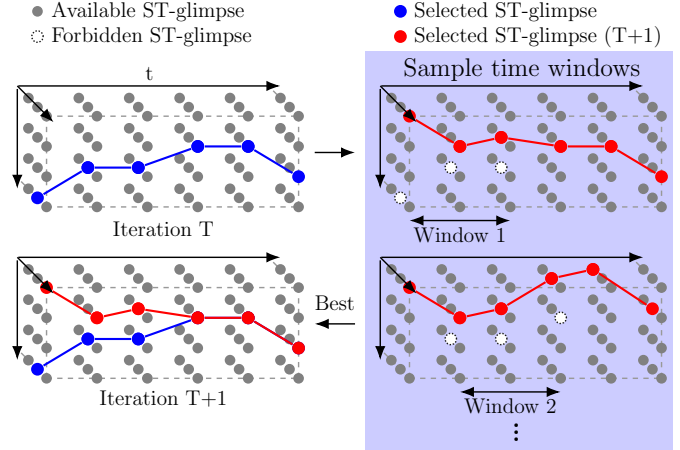 Available ST-glimpse
Forbidden ST-glimpse
Selected ST-glimpse
Selected ST-glimpse (T+1)
t
Iteration T
Sample time windows
Window 1
Iteration T+1
Best
Window 2